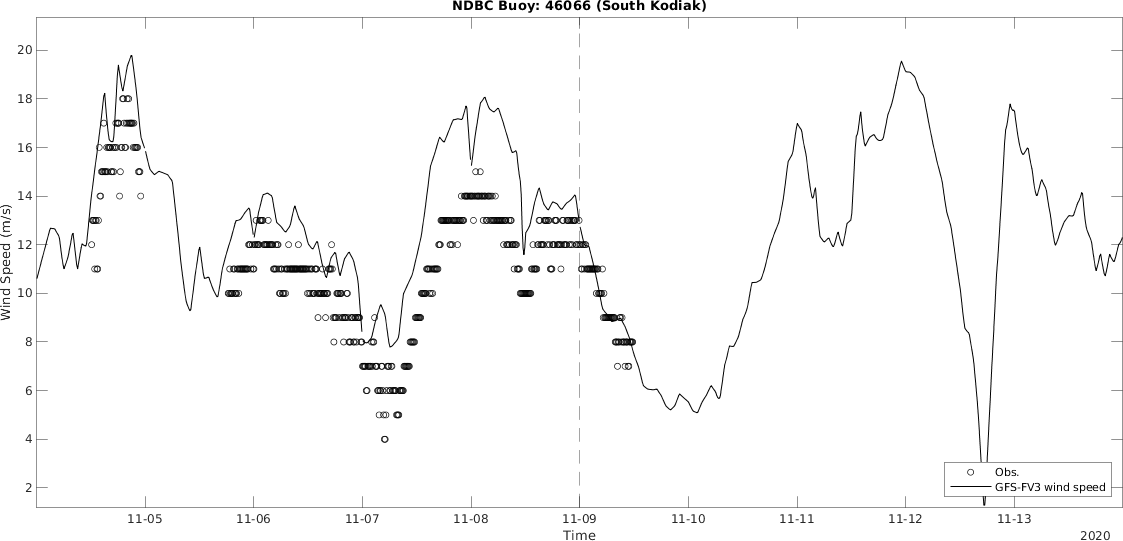 NDBC Buoy: 46066 (South Kodiak)
Wind Speed (m/s)
20
18
16
14
12
10
8
6
4
2
Obs.
GFS-FV3 wind speed
11-05 11-06 11-07 11-08 11-09 11-10 11-11 11-12 11-13
Time
2020